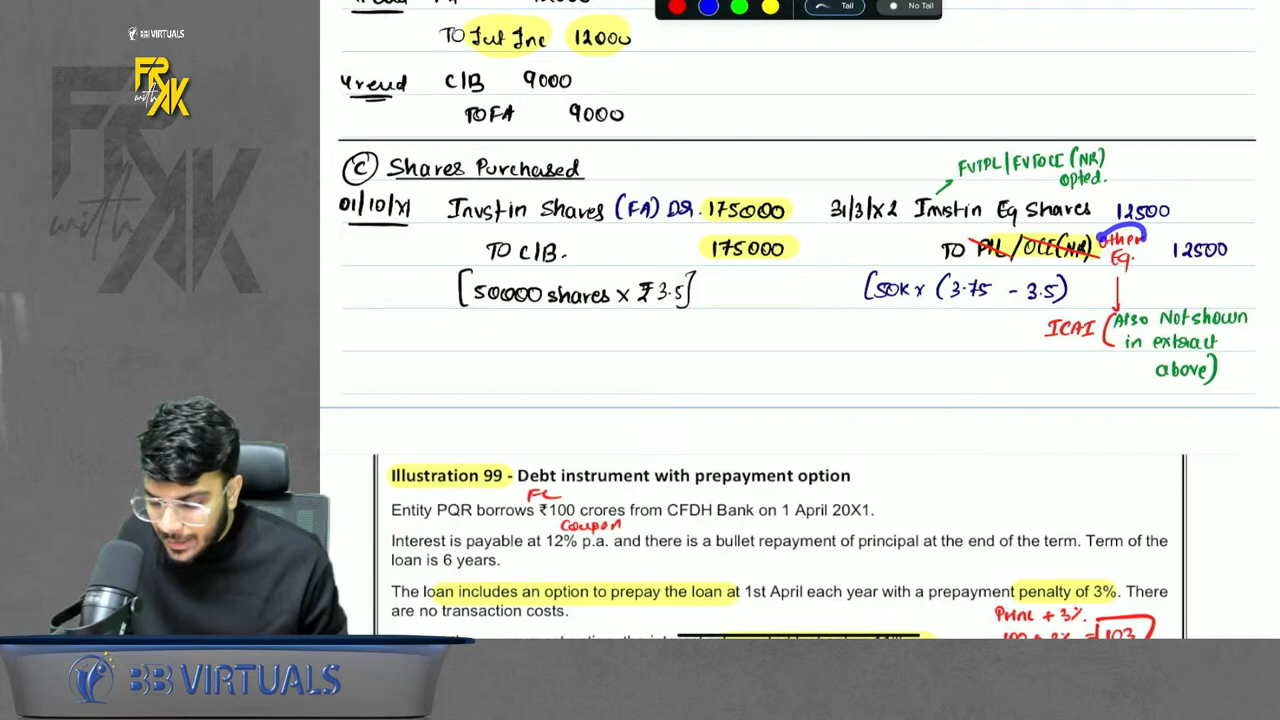 Tail
No Tail
BB VIRTUALS
FR
with
AK
TO Int Inc 12000
4 years end C/B 9000
TO FA 9000
(C) Shares Purchased
FVTPL/FVTOCI (NR)
opted.
01/10/X1 Invst in Shares (FA) DR. 175000
31/3/X2 Invst in Eq Shares 12500
TO C/B. 175000
TO P/L/OCI(NR) Other Eq. 12500
[50000 shares × ₹3.5]
[50K × (3.75 - 3.5)
ICAI (Also Not shown
in extract
above)
Illustration 99 - Debt instrument with prepayment option
FL
Entity PQR borrows ₹100 crores from CFDH Bank on 1 April 20X1.
Coupon
Interest is payable at 12% p.a. and there is a bullet repayment of principal at the end of the term. Term of the
loan is 6 years.
The loan includes an option to prepay the loan at 1st April each year with a prepayment penalty of 3%. There
are no transaction costs.
Princ + 3%.
100 + 3% = 103
BB VIRTUALS